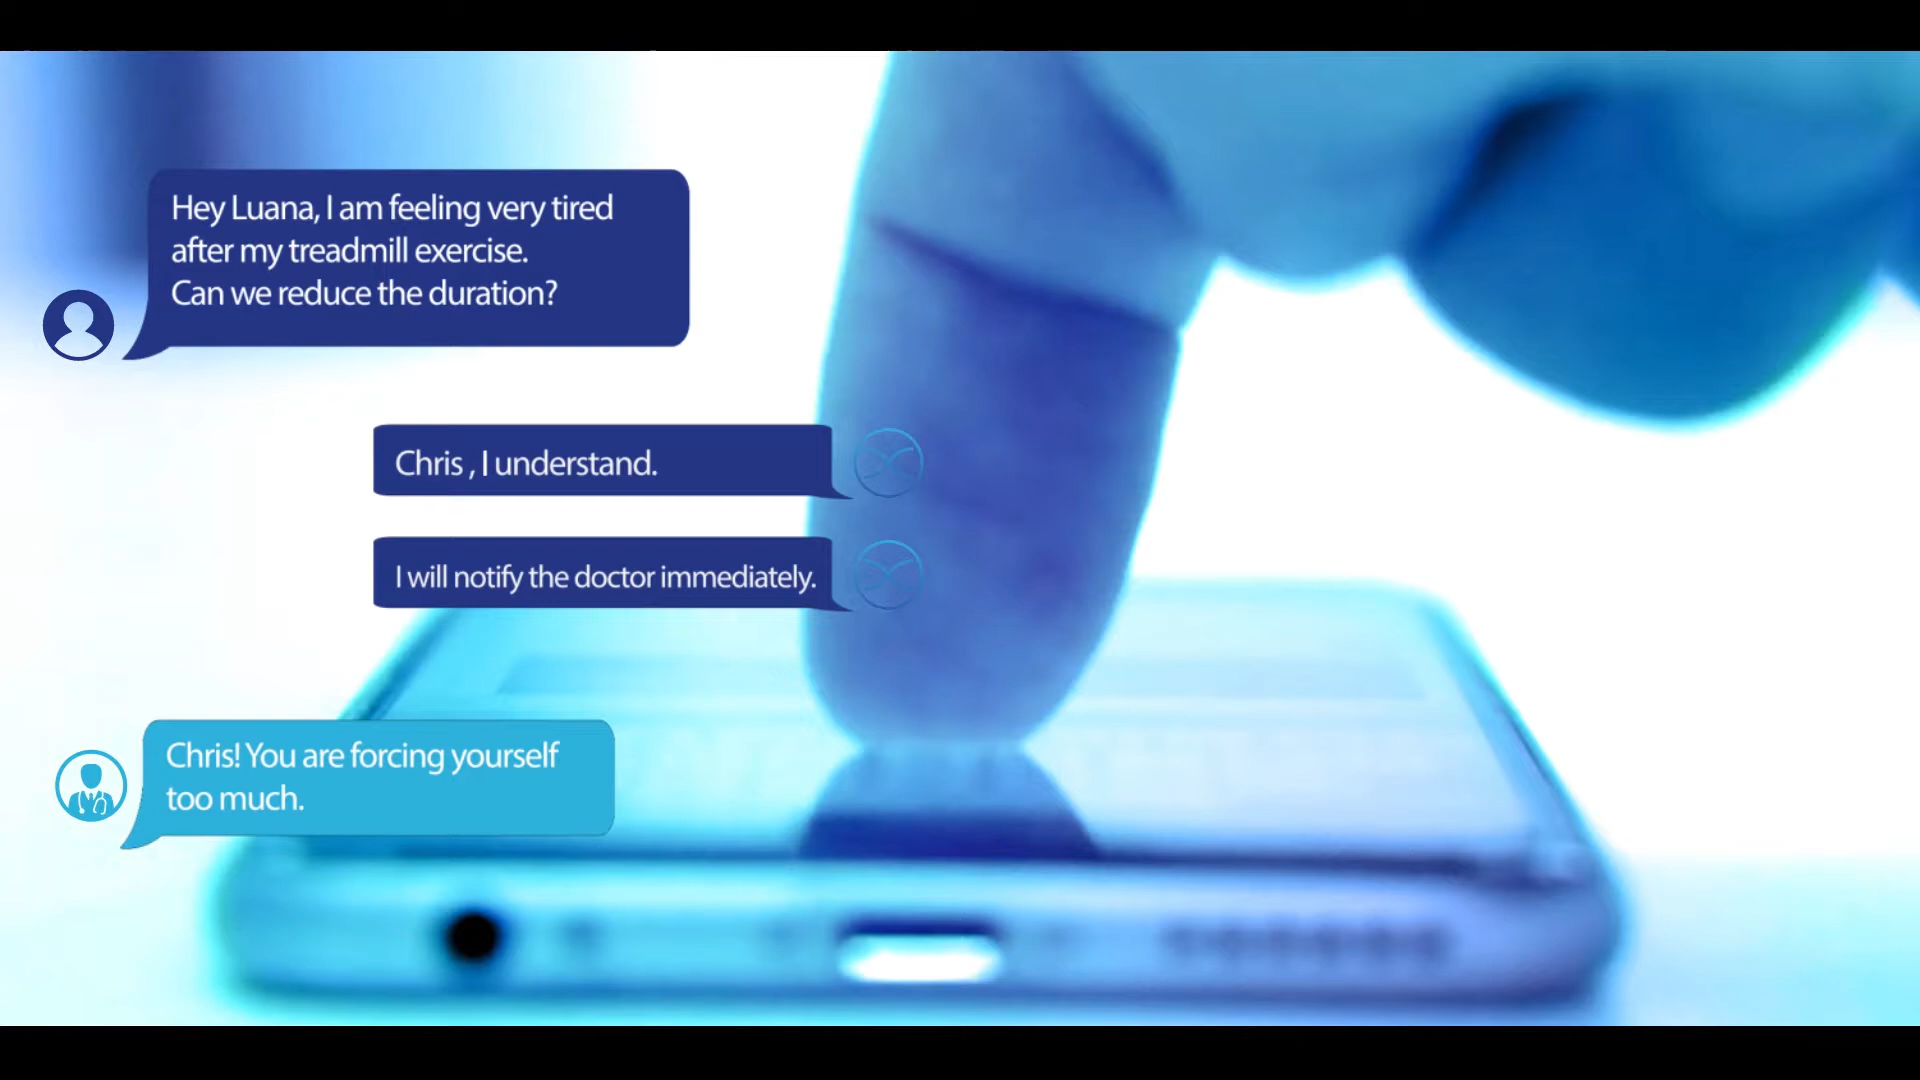 Hey Luana, I am feeling very tired
after my treadmill exercise.
Can we reduce the duration?
Chris , I understand.
I will notify the doctor immediately.
Chris! You are forcing yourself
too much.